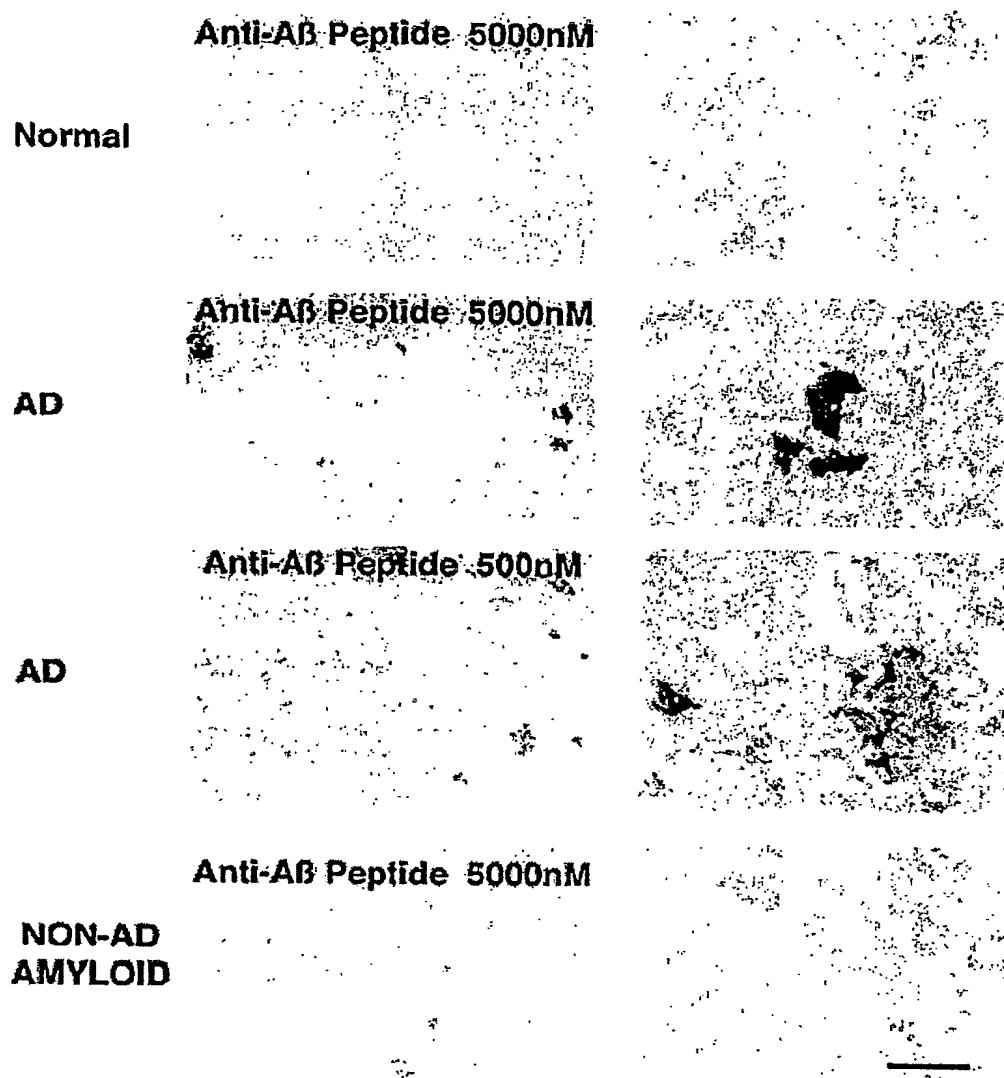 Anti-Aß Peptide 5000nM
Normal
Anti-Aß Peptide 5000nM
AD
Anti-Aß Peptide 500nM
AD
Anti-Aß Peptide 5000nM
NON-AD
AMYLOID